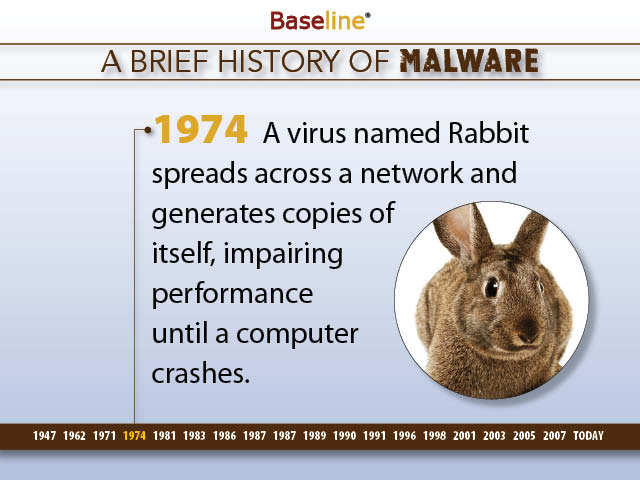 Baseline®
A BRIEF HISTORY OF MALWARE
1974 A virus named Rabbit
spreads across a network and
generates copies of
itself, impairing
performance
until a computer
crashes.
1947 1962 1971 1974 1981 1983 1986 1987 1987 1989 1990 1991 1996 1998 2001 2003 2005 2007 TODAY